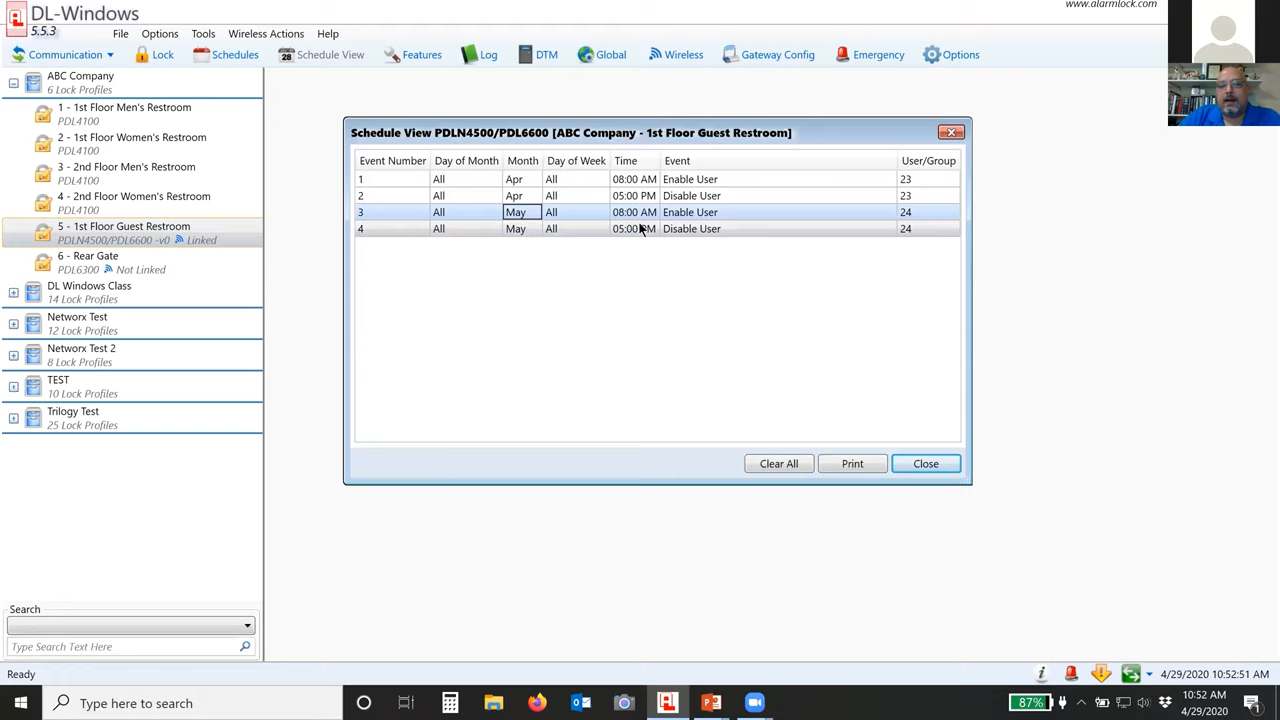 DL-Windows
5.5.3
www.alarmlock.com
File Options Tools Wireless Actions Help
Communication Lock Schedules 28 Schedule View Features Log DTM Global Wireless Gateway Config Emergency Options
ABC Company
6 Lock Profiles
1 - 1st Floor Men's Restroom
PDL4100
2 - 1st Floor Women's Restroom
PDL4100
3 - 2nd Floor Men's Restroom
PDL4100
4 - 2nd Floor Women's Restroom
PDL4100
5 - 1st Floor Guest Restroom
PDLN4500/PDL6600 -v0 Linked
6 - Rear Gate
PDL6300 Not Linked
DL Windows Class
14 Lock Profiles
Networx Test
12 Lock Profiles
Networx Test 2
8 Lock Profiles
TEST
10 Lock Profiles
Trilogy Test
25 Lock Profiles
Schedule View PDLN4500/PDL6600 [ABC Company - 1st Floor Guest Restroom]
Event Number Day of Month Month Day of Week Time Event User/Group
1 All Apr All 08:00 AM Enable User 23
2 All Apr All 05:00 PM Disable User 23
3 All May All 08:00 AM Enable User 24
4 All May All 05:00 PM Disable User 24
Clear All Print Close
Search
Type Search Text Here
Ready
4/29/2020 10:52:51 AM
Type here to search
87%
10:52 AM
4/29/2020
1